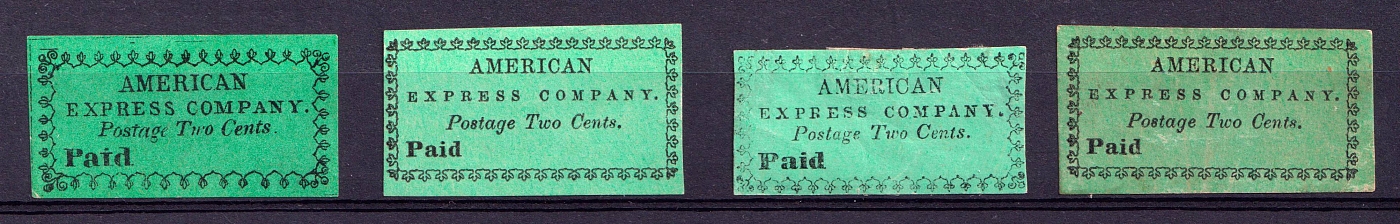 AMERICAN
EXPRESS COMPANY.
Postage Two Cents.
Paid
AMERICAN
EXPRESS COMPANY.
Postage Two Cents.
Paid
AMERICAN
EXPRESS COMPANY.
Postage Two Cents.
Paid
AMERICAN
EXPRESS COMPANY.
Postage Two Cents.
Paid